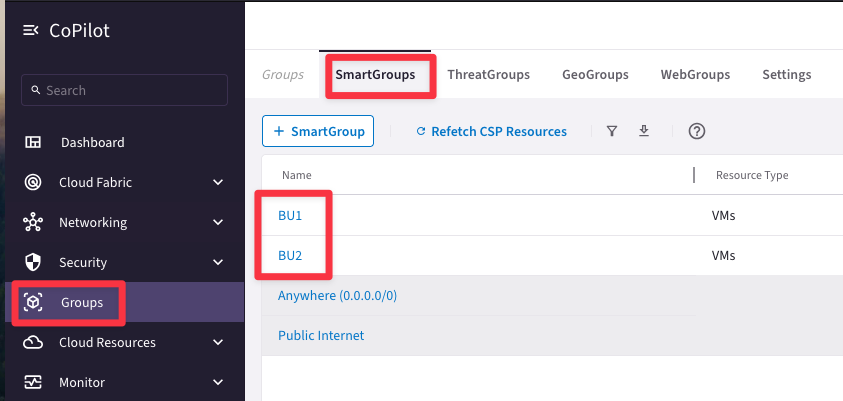 CoPilot
Search
Dashboard
Cloud Fabric
Networking
Security
Groups
Cloud Resources
Monitor
Groups SmartGroups ThreatGroups GeoGroups WebGroups Settings
+ SmartGroup Refetch CSP Resources ?
Name Resource Type
BU1 VMs
BU2 VMs
Anywhere (0.0.0.0/0)
Public Internet